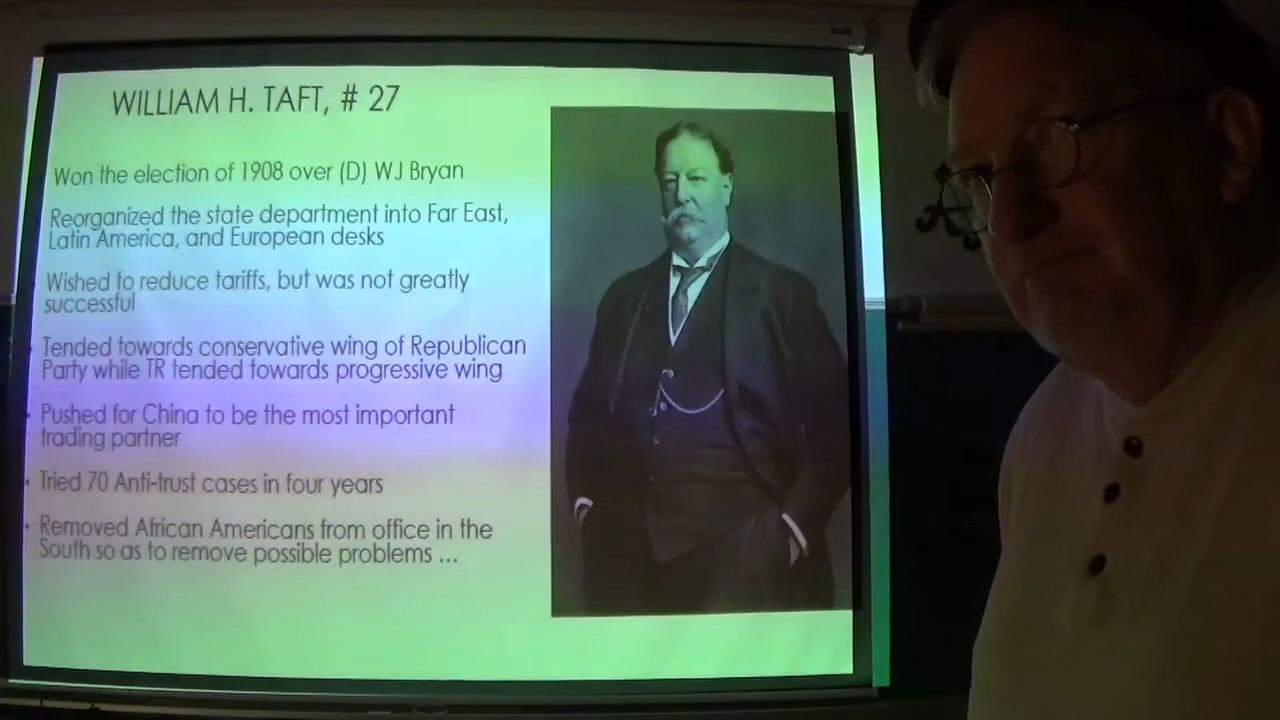 WILLIAM H. TAFT, # 27
Won the election of 1908 over (D) WJ Bryan
Reorganized the state department into Far East,
Latin America, and European desks
Wished to reduce tariffs, but was not greatly
successful
Tended towards conservative wing of Republican
Party while TR tended towards progressive wing
Pushed for China to be the most important
trading partner
Tried 70 Anti-trust cases in four years
Removed African Americans from office in the
South so as to remove possible problems ...